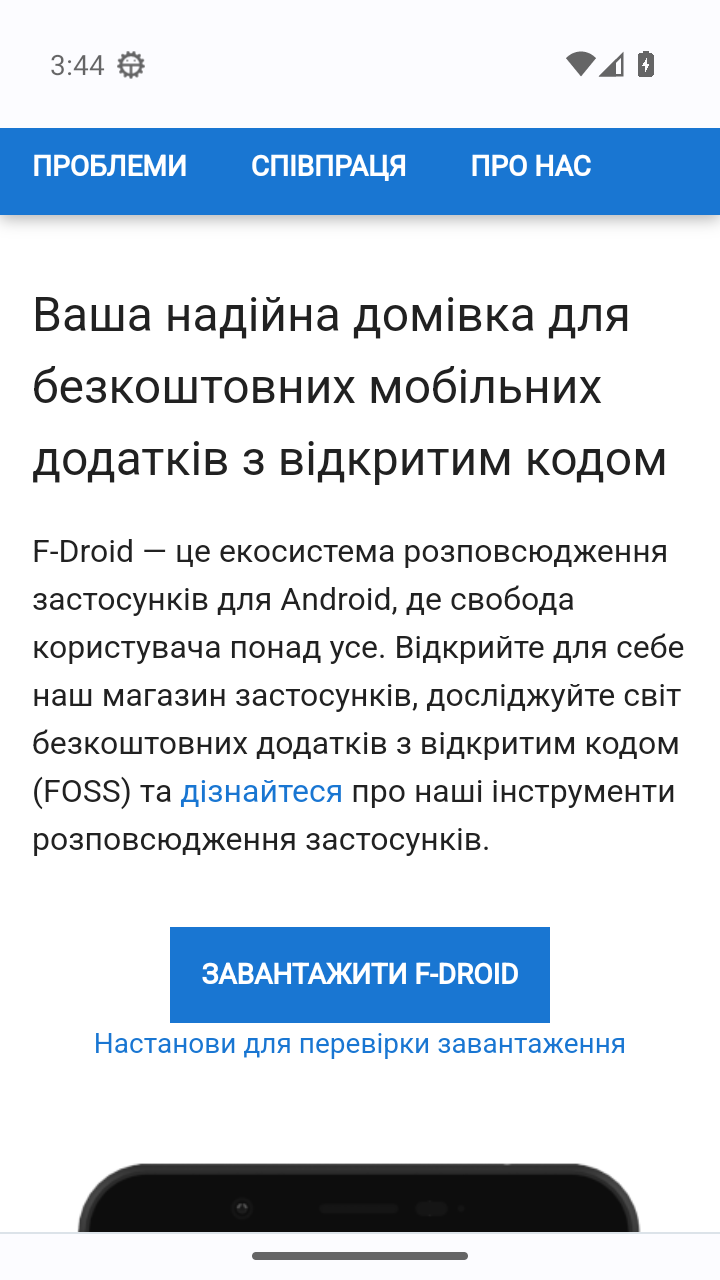 3:44
ПРОБЛЕМИ СПІВПРАЦЯ ПРО НАС
Ваша надійна домівка для
безкоштовних мобільних
додатків з відкритим кодом
F-Droid — це екосистема розповсюдження
застосунків для Android, де свобода
користувача понад усе. Відкрийте для себе
наш магазин застосунків, досліджуйте світ
безкоштовних додатків з відкритим кодом
(FOSS) та дізнайтеся про наші інструменти
розповсюдження застосунків.
ЗАВАНТАЖИТИ F-DROID
Настанови для перевірки завантаження